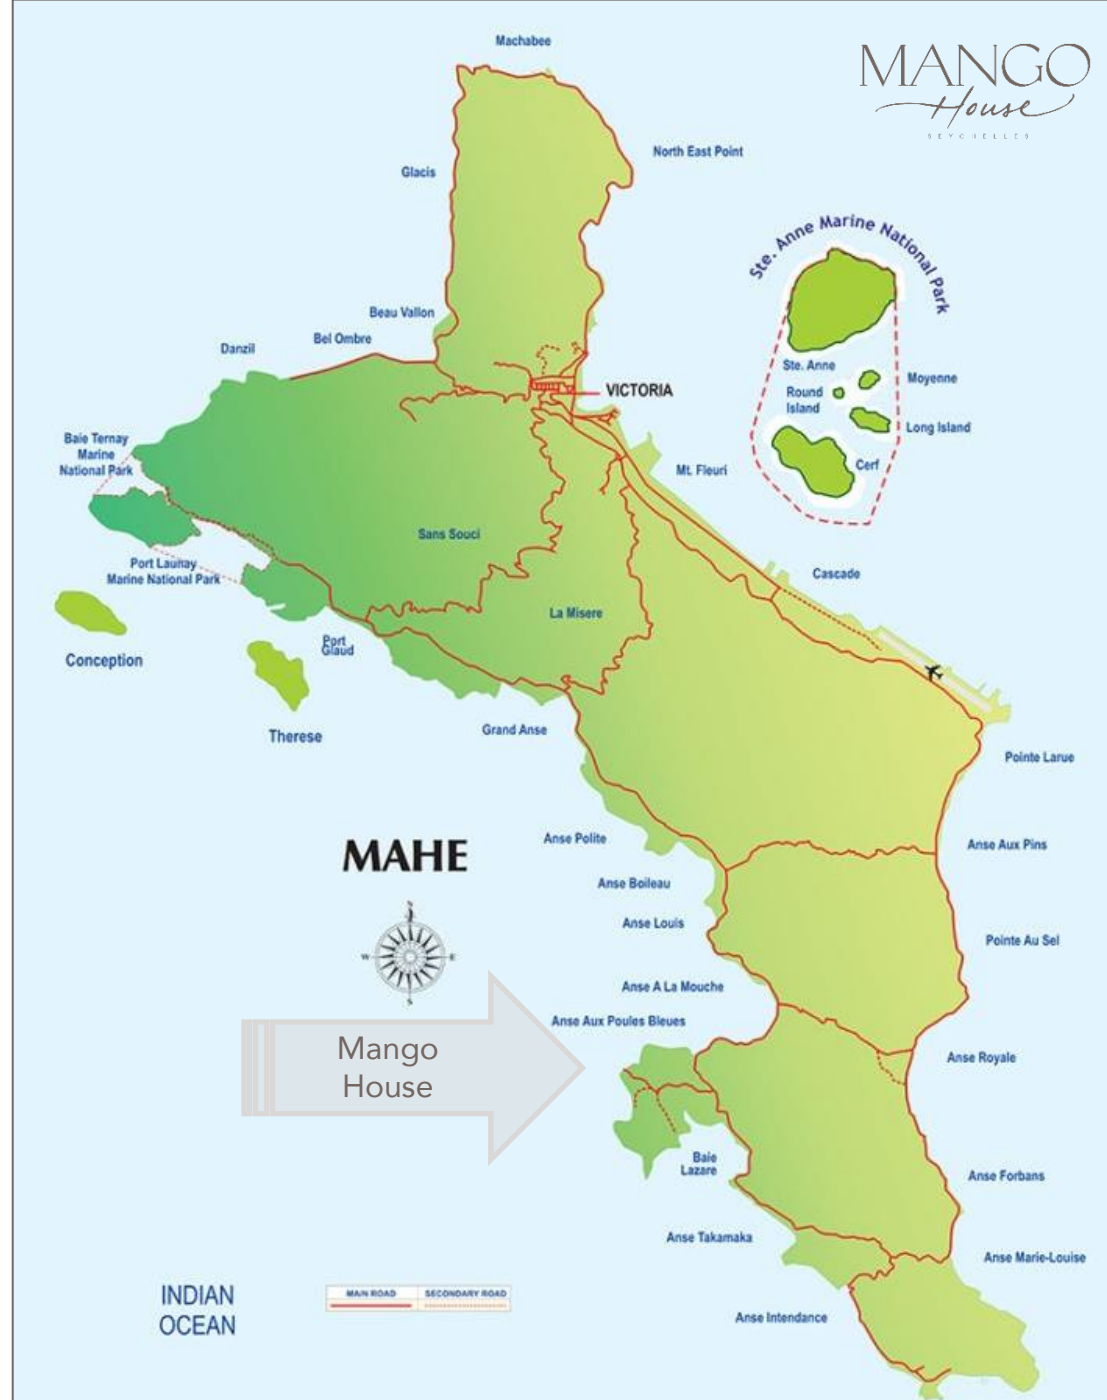 Machabee
MANGO
House
SEYCHELLES
North East Point
Glacis
Ste. Anne Marine National Park
Beau Vallon
Bel Ombre
Danzil
Ste. Anne
Moyenne
Round
Island
VICTORIA
Long Island
Baie Ternay
Marine
National Park
Cerf
Mt. Fleuri
Sans Souci
Port Launay
Marine National Park
Cascade
La Misere
Port
Glaud
Conception
Therese
Grand Anse
Pointe Larue
Anse Polite
MAHE
Anse Aux Pins
Anse Boileau
Anse Louis
N
W
E
S
Pointe Au Sel
Anse A La Mouche
Anse Aux Poules Bleues
Mango
House
Anse Royale
Baie
Lazare
Anse Forbans
Anse Takamaka
Anse Marie-Louise
INDIAN
OCEAN
MAIN ROAD
SECONDARY ROAD
Anse Intendance